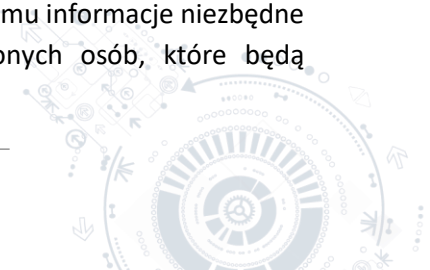 mu informacje niezbędne
onych osób, które będą